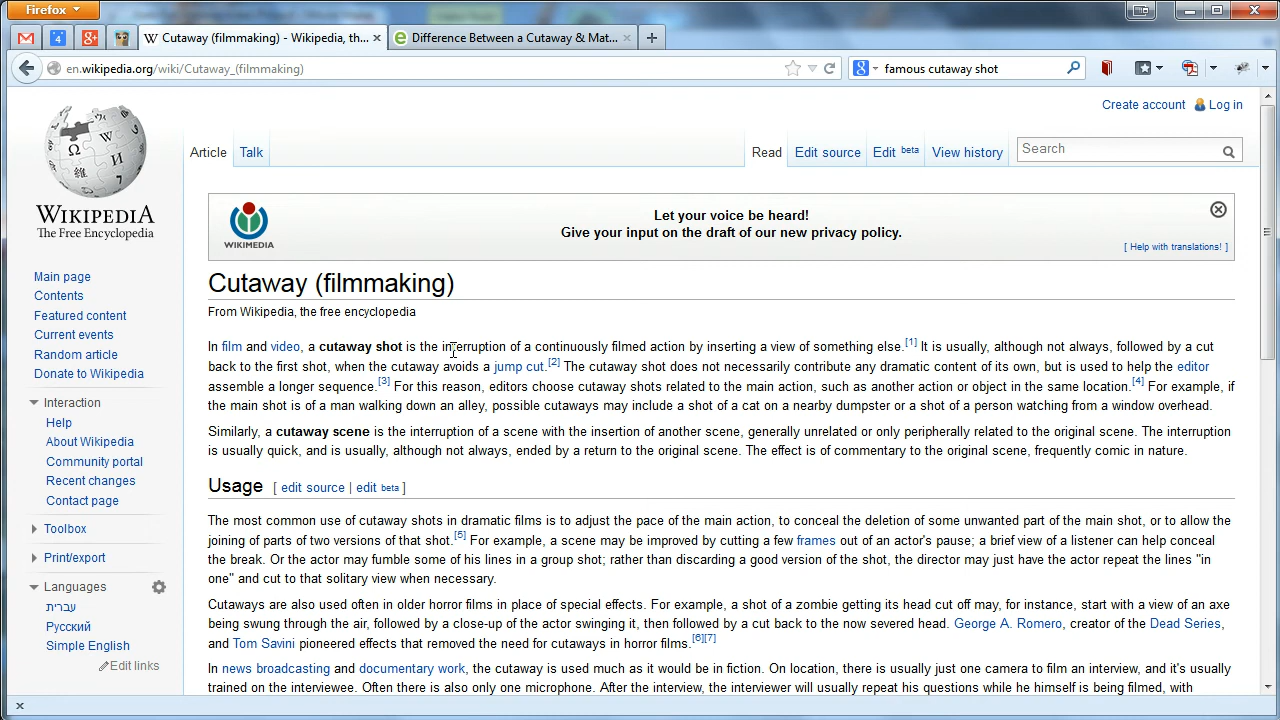 Firefox
4
g+
W Cutaway (filmmaking) - Wikipedia, th... ×
e Difference Between a Cutaway & Mat... ×
+
en.wikipedia.org/wiki/Cutaway_(filmmaking)
8 famous cutaway shot
Create account Log in
Article Talk
Read Edit source Edit beta View history
Search
WIKIPEDIA
The Free Encyclopedia
Main page
Contents
Featured content
Current events
Random article
Donate to Wikipedia
Interaction
Help
About Wikipedia
Community portal
Recent changes
Contact page
Toolbox
Print/export
Languages
עברית
Русский
Simple English
Edit links
WIKIMEDIA
Let your voice be heard!
Give your input on the draft of our new privacy policy.
[ Help with translations! ]
Cutaway (filmmaking)
From Wikipedia, the free encyclopedia
In film and video, a cutaway shot is the interruption of a continuously filmed action by inserting a view of something else.[1] It is usually, although not always, followed by a cut
back to the first shot, when the cutaway avoids a jump cut.[2] The cutaway shot does not necessarily contribute any dramatic content of its own, but is used to help the editor
assemble a longer sequence.[3] For this reason, editors choose cutaway shots related to the main action, such as another action or object in the same location.[4] For example, if
the main shot is of a man walking down an alley, possible cutaways may include a shot of a cat on a nearby dumpster or a shot of a person watching from a window overhead.
Similarly, a cutaway scene is the interruption of a scene with the insertion of another scene, generally unrelated or only peripherally related to the original scene. The interruption
is usually quick, and is usually, although not always, ended by a return to the original scene. The effect is of commentary to the original scene, frequently comic in nature.
Usage [ edit source | edit beta ]
The most common use of cutaway shots in dramatic films is to adjust the pace of the main action, to conceal the deletion of some unwanted part of the main shot, or to allow the
joining of parts of two versions of that shot.[5] For example, a scene may be improved by cutting a few frames out of an actor's pause; a brief view of a listener can help conceal
the break. Or the actor may fumble some of his lines in a group shot; rather than discarding a good version of the shot, the director may just have the actor repeat the lines "in
one" and cut to that solitary view when necessary.
Cutaways are also used often in older horror films in place of special effects. For example, a shot of a zombie getting its head cut off may, for instance, start with a view of an axe
being swung through the air, followed by a close-up of the actor swinging it, then followed by a cut back to the now severed head. George A. Romero, creator of the Dead Series,
and Tom Savini pioneered effects that removed the need for cutaways in horror films.[6][7]
In news broadcasting and documentary work, the cutaway is used much as it would be in fiction. On location, there is usually just one camera to film an interview, and it's usually
trained on the interviewee. Often there is also only one microphone. After the interview, the interviewer will usually repeat his questions while he himself is being filmed, with